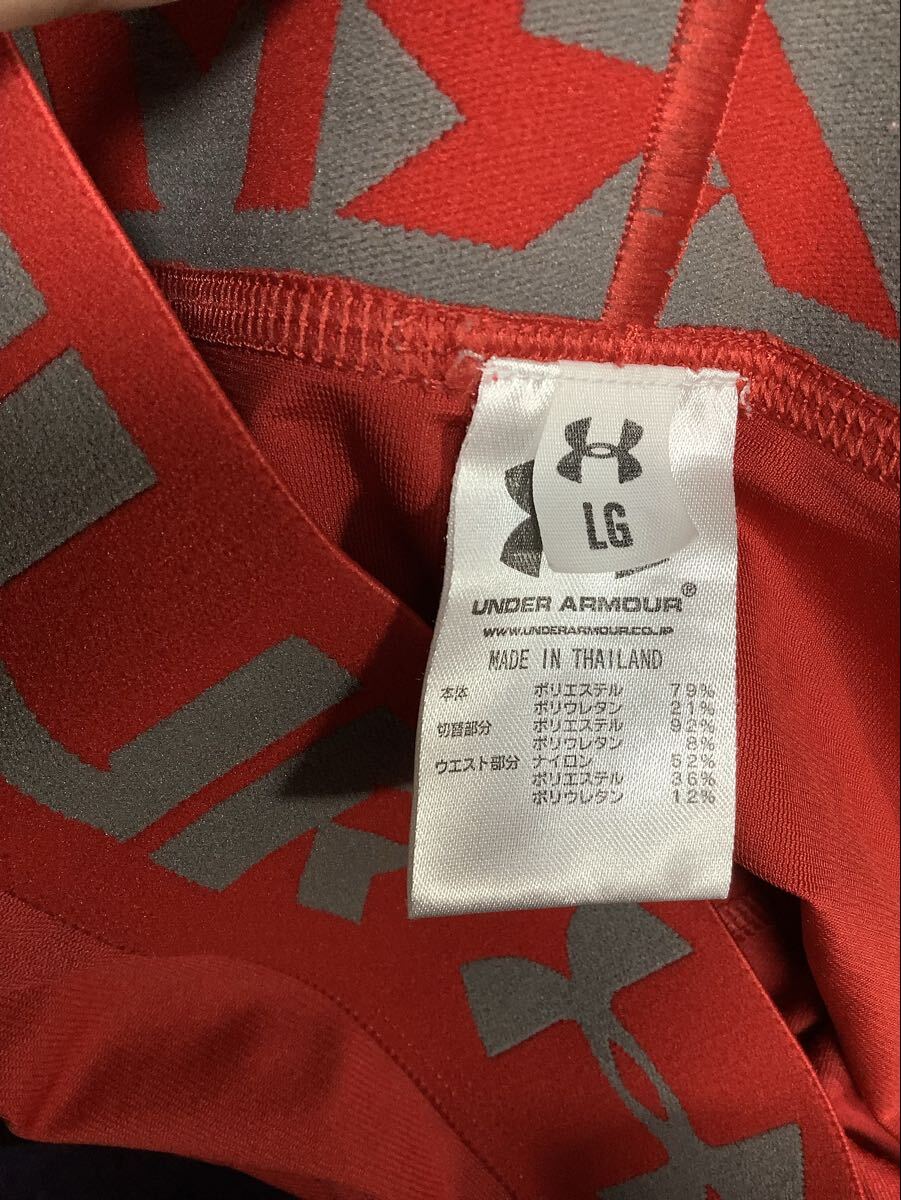 LG
UNDER ARMOUR®
WWW.UNDERARMOUR.CO.JP
MADE IN THAILAND
本体 ポリエステル 79%
ポリウレタン 21%
切替部分 ポリエステル 92%
ポリウレタン 8%
ウエスト部分 ナイロン 52%
ポリエステル 36%
ポリウレタン 12%